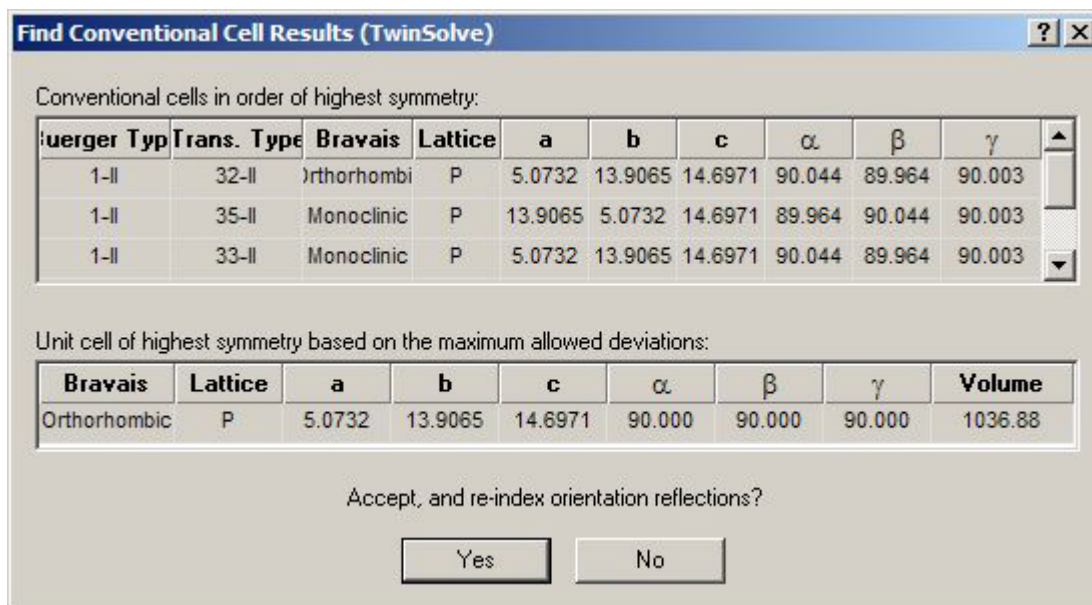 Find Conventional Cell Results (TwinSolve) ? X
Conventional cells in order of highest symmetry:
uerger Typ Trans. Type Bravais Lattice a b c α β γ
1-II 32-II Orthorhombi P 5.0732 13.9065 14.6971 90.044 89.964 90.003
1-II 35-II Monoclinic P 13.9065 5.0732 14.6971 89.964 90.044 90.003
1-II 33-II Monoclinic P 5.0732 13.9065 14.6971 90.044 89.964 90.003
Unit cell of highest symmetry based on the maximum allowed deviations:
Bravais Lattice a b c α β γ Volume
Orthorhombic P 5.0732 13.9065 14.6971 90.000 90.000 90.000 1036.88
Accept, and re-index orientation reflections?
Yes No